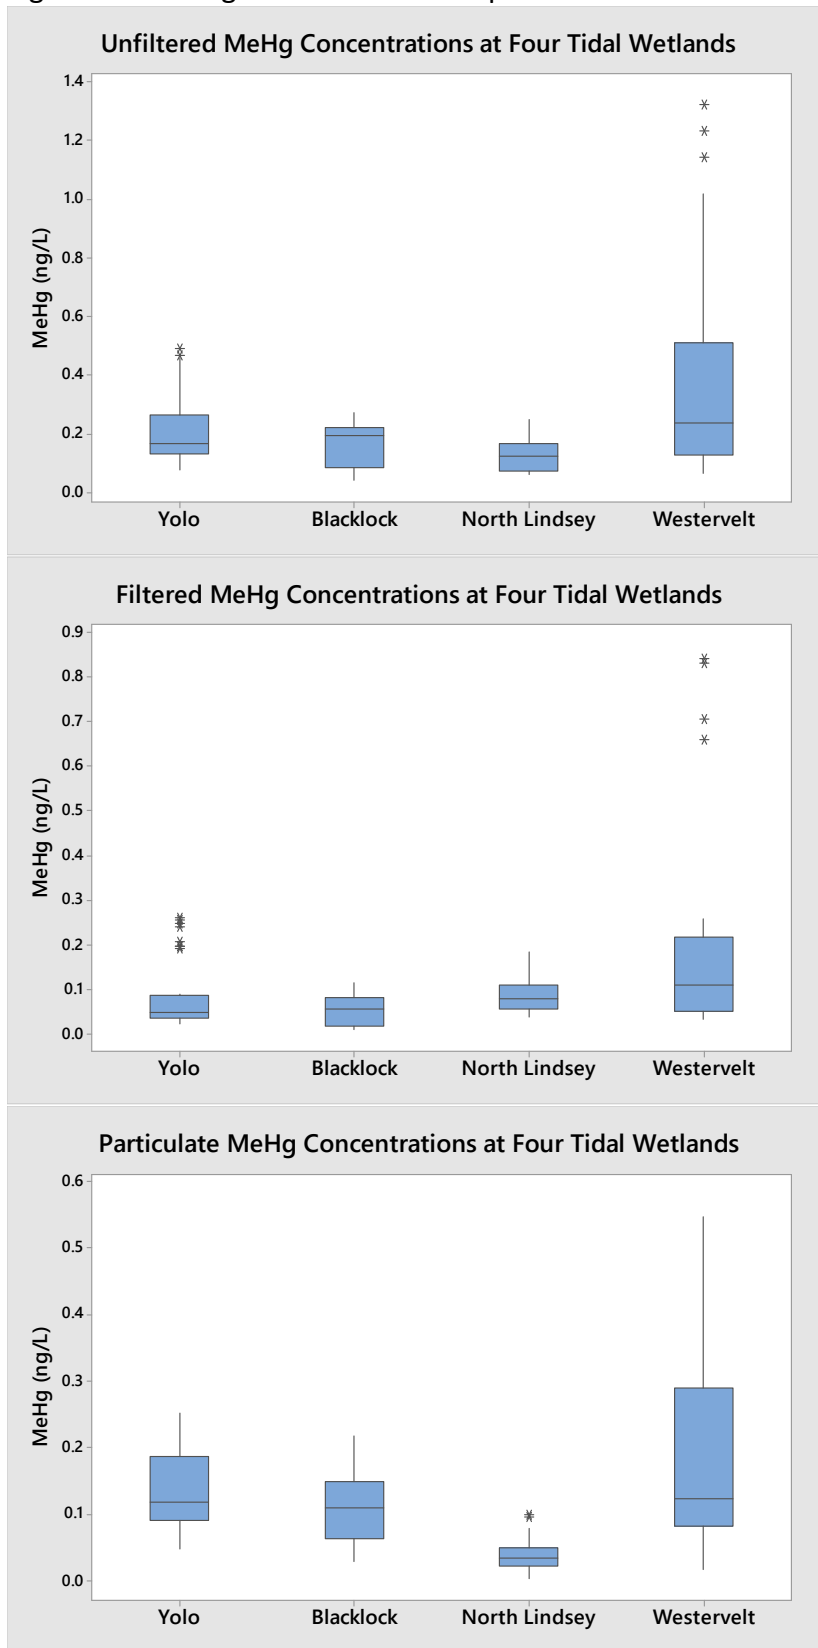 Unfiltered MeHg Concentrations at Four Tidal Wetlands
1.4
1.2
1.0
0.8
0.6
0.4
0.2
0.0
MeHg (ng/L)
Yolo Blacklock North Lindsey Westervelt
Filtered MeHg Concentrations at Four Tidal Wetlands
0.9
0.8
0.7
0.6
0.5
0.4
0.3
0.2
0.1
0.0
MeHg (ng/L)
Yolo Blacklock North Lindsey Westervelt
Particulate MeHg Concentrations at Four Tidal Wetlands
0.6
0.5
0.4
0.3
0.2
0.1
0.0
MeHg (ng/L)
Yolo Blacklock North Lindsey Westervelt